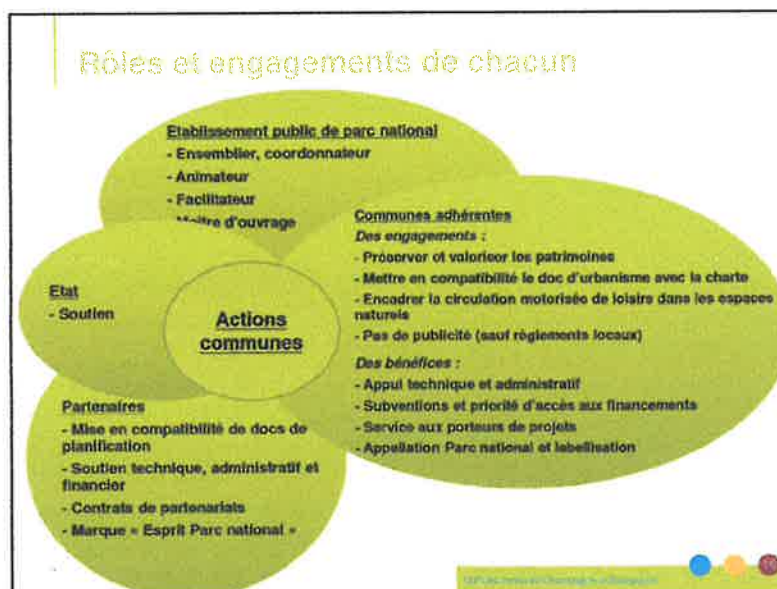 Rôles et engagements de chacun
Etablissement public de parc national
- Ensemblier, coordonnateur
- Animateur
- Facilitateur
- Maître d'ouvrage
Communes adhérentes
Des engagements :
- Préserver et valoriser les patrimoines
- Mettre en compatibilité le doc d'urbanisme avec la charte
- Encadrer la circulation motorisée de loisire dans les espaces
naturels
- Pas de publicité (sauf règlements locaux)
Des bénéfices :
- Appui technique et administratif
- Subventions et priorité d'accès aux financements
- Service aux porteurs de projets
- Appellation Parc national et labellisation
Etat
- Soutien
Actions
communes
Partenaires
- Mise en compatibilité de docs de
planification
- Soutien technique, administratif et
financier
- Contrats de partenariats
- Marque « Esprit Parc national »